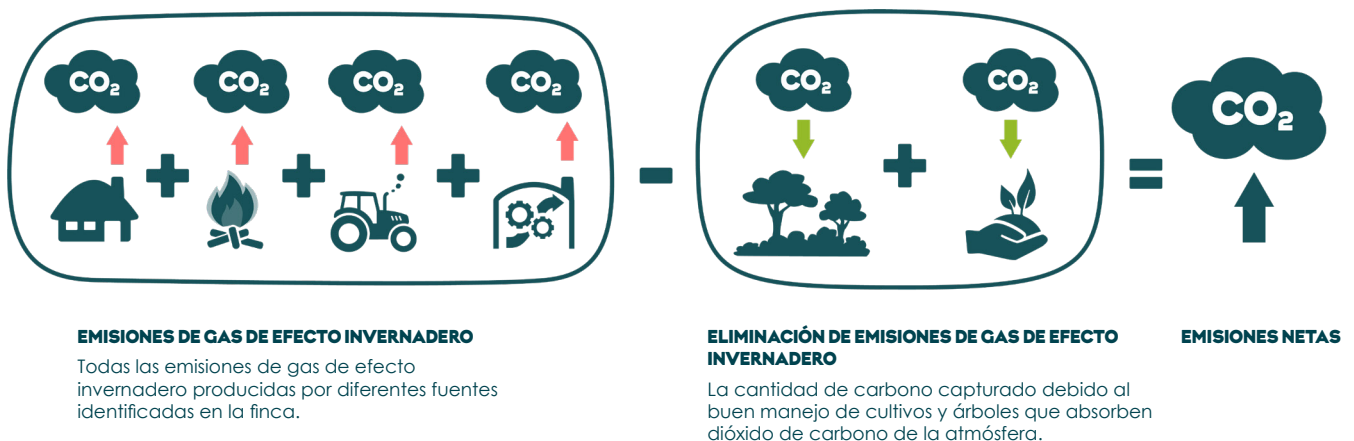 CO₂
CO₂
CO₂
CO₂
CO₂
CO₂
CO₂
EMISIONES DE GAS DE EFECTO INVERNADERO
Todas las emisiones de gas de efecto
invernadero producidas por diferentes fuentes
identificadas en la finca.
ELIMINACIÓN DE EMISIONES DE GAS DE EFECTO
INVERNADERO
La cantidad de carbono capturado debido al
buen manejo de cultivos y árboles que absorben
dióxido de carbono de la atmósfera.
EMISIONES NETAS